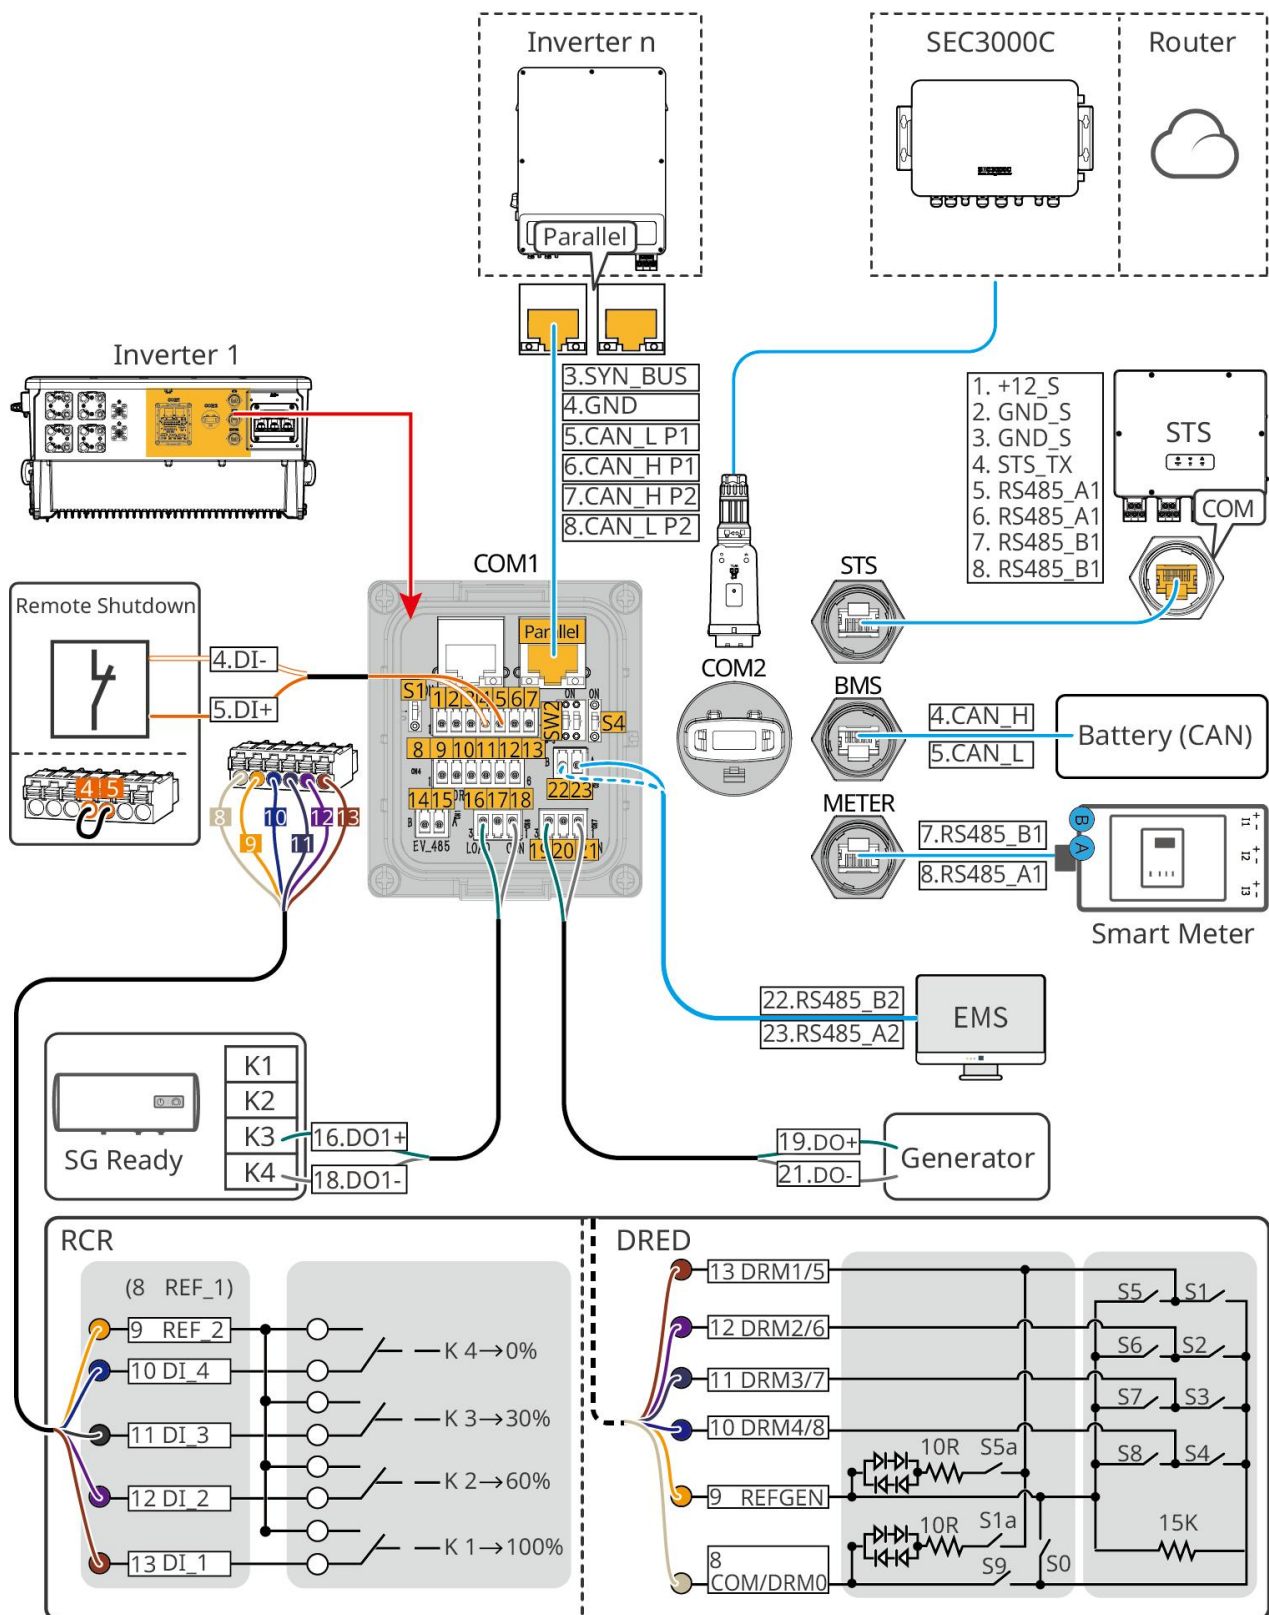 Inverter n
Parallel
SEC3000C
Router
Inverter 1
3.SYN_BUS
4.GND
5.CAN_L P1
6.CAN_H P1
7.CAN_H P2
8.CAN_L P2
1. +12_S
2. GND_S
3. GND_S
4. STS_TX
5. RS485_A1
6. RS485_A1
7. RS485_B1
8. RS485_B1
STS
COM
COM1
Parallel
S1
1 2 3 4 5 6 7
ON ON
SW2
S4
8 9 10 11 12 13
14 15
16 17 18
22 23
19 20 21
EV_485
Remote Shutdown
4.DI-
5.DI+
4 5
8
9
10
11
12
13
COM2
STS
BMS
4.CAN_H
5.CAN_L
Battery (CAN)
METER
7.RS485_B1
8.RS485_A1
B
A
I1 + -
I2 + -
I3 + -
Smart Meter
22.RS485_B2
23.RS485_A2
EMS
SG Ready
K1
K2
K3
K4
16.DO1+
18.DO1-
19.DO+
21.DO-
Generator
RCR
(8 REF_1)
9 REF_2
10 DI_4
11 DI_3
12 DI_2
13 DI_1
K 4→0%
K 3→30%
K 2→60%
K 1→100%
DRED
13 DRM1/5
12 DRM2/6
11 DRM3/7
10 DRM4/8
9 REFGEN
8
COM/DRM0
10R S5a
10R S1a
S9
S0
S5 S1
S6 S2
S7 S3
S8 S4
15K